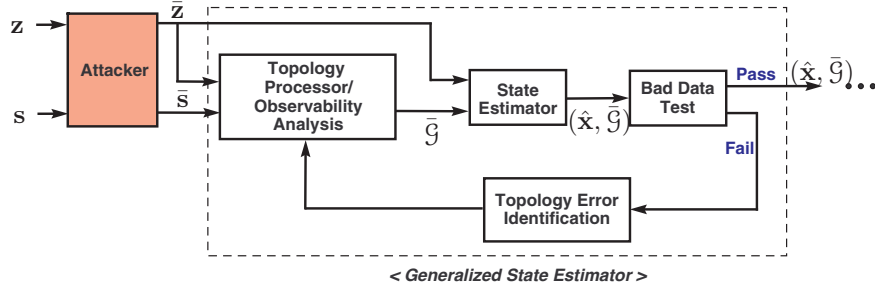 z
z̄
Attacker
s
s̄
Topology
Processor/
Observability
Analysis
𝒢̄
State
Estimator
(x̂, 𝒢̄)
Bad Data
Test
Pass
(x̂, 𝒢̄)
•••
Fail
Topology Error
Identification
< Generalized State Estimator >